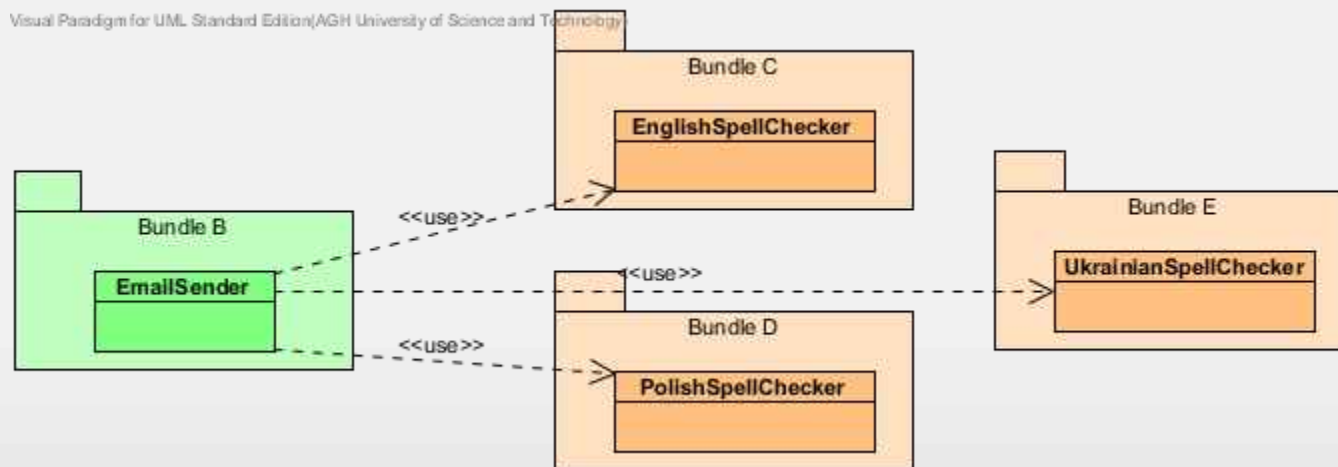 Visual Paradigm for UML Standard Edition(AGH University of Science and Technology)
Bundle C
EnglishSpellChecker
Bundle B
EmailSender
<<use>>
<<use>>
<<use>>
Bundle E
UkrainianSpellChecker
Bundle D
PolishSpellChecker